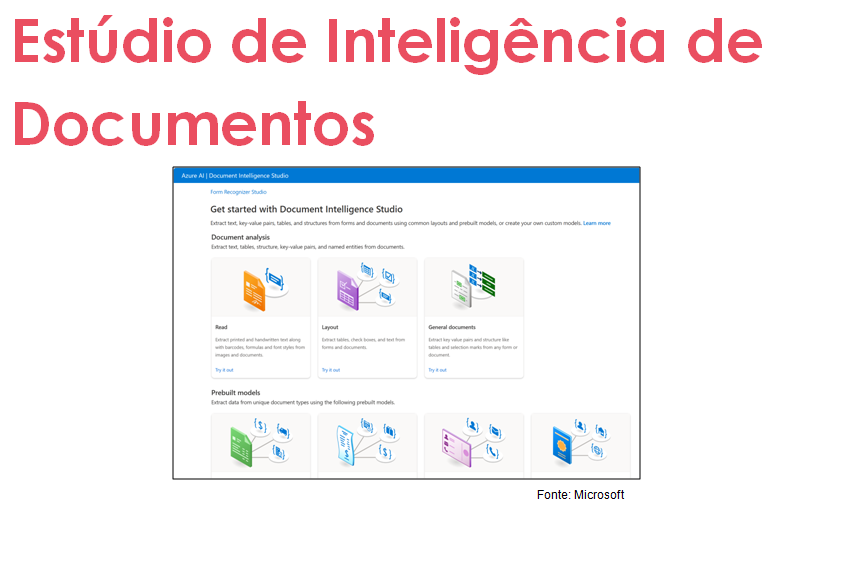 Estúdio de Inteligência de
Documentos
Azure AI | Document Intelligence Studio
Form Recognizer Studio
Get started with Document Intelligence Studio
Extract text, key-value pairs, tables, and structures from forms and documents using common layouts and prebuilt models, or create your own custom models. Learn more
Document analysis
Extract text, tables, structure, key-value pairs, and named entities from documents.
Read
Extract printed and handwritten text along
with barcodes, formulas and font styles from
images and documents.
Try it out
Layout
Extract tables, check boxes, and text from
forms and documents.
Try it out
General documents
Extract key value pairs and structure like
tables and selection marks from any form or
document.
Try it out
Prebuilt models
Extract data from unique document types using the following prebuilt models.
Fonte: Microsoft